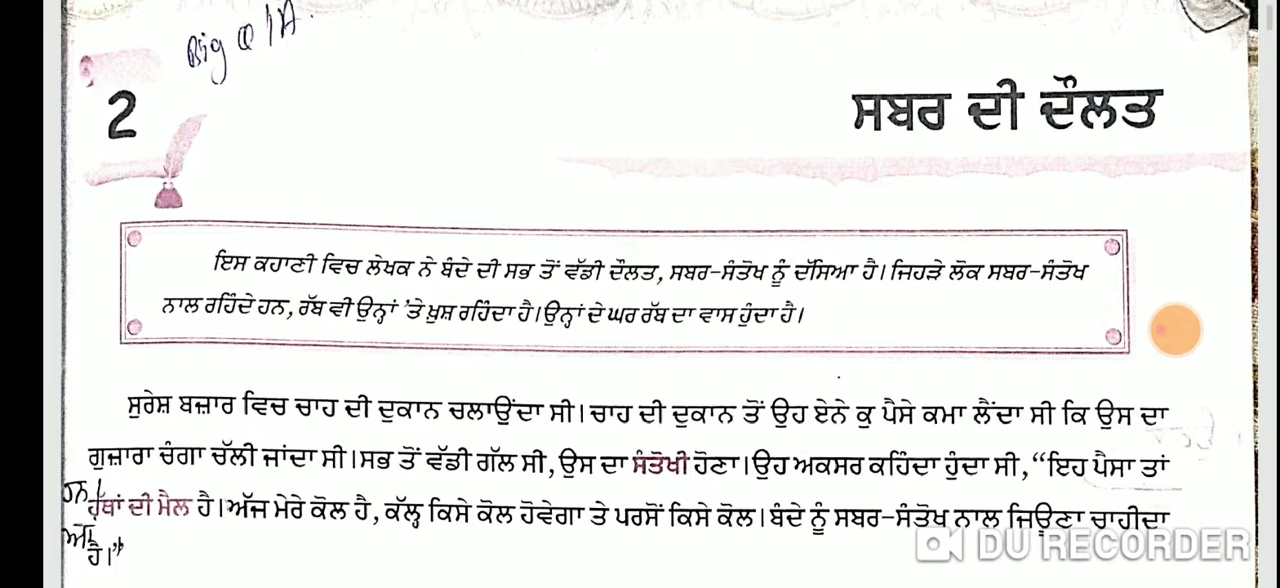 Big Q/A.
2
ਸਬਰ ਦੀ ਦੌਲਤ
ਇਸ ਕਹਾਣੀ ਵਿਚ ਲੇਖਕ ਨੇ ਬੰਦੇ ਦੀ ਸਭ ਤੋਂ ਵੱਡੀ ਦੌਲਤ, ਸਬਰ-ਸੰਤੋਖ ਨੂੰ ਦੱਸਿਆ ਹੈ। ਜਿਹੜੇ ਲੋਕ ਸਬਰ-ਸੰਤੋਖ
ਨਾਲ ਰਹਿੰਦੇ ਹਨ, ਰੱਬ ਵੀ ਉਨ੍ਹਾਂ 'ਤੇ ਖ਼ੁਸ਼ ਰਹਿੰਦਾ ਹੈ। ਉਨ੍ਹਾਂ ਦੇ ਘਰ ਰੱਬ ਦਾ ਵਾਸ ਹੁੰਦਾ ਹੈ।
ਸੁਰੇਸ਼ ਬਜ਼ਾਰ ਵਿਚ ਚਾਹ ਦੀ ਦੁਕਾਨ ਚਲਾਉਂਦਾ ਸੀ। ਚਾਹ ਦੀ ਦੁਕਾਨ ਤੋਂ ਉਹ ਏਨੇ ਕੁ ਪੈਸੇ ਕਮਾ ਲੈਂਦਾ ਸੀ ਕਿ ਉਸ ਦਾ
ਗੁਜ਼ਾਰਾ ਚੰਗਾ ਚੱਲੀ ਜਾਂਦਾ ਸੀ। ਸਭ ਤੋਂ ਵੱਡੀ ਗੱਲ ਸੀ, ਉਸ ਦਾ ਸੰਤੋਖੀ ਹੋਣਾ। ਉਹ ਅਕਸਰ ਕਹਿੰਦਾ ਹੁੰਦਾ ਸੀ, “ਇਹ ਪੈਸਾ ਤਾਂ
ਹੱਥਾਂ ਦੀ ਮੈਲ ਹੈ। ਅੱਜ ਮੇਰੇ ਕੋਲ ਹੈ, ਕੱਲ੍ਹ ਕਿਸੇ ਕੋਲ ਹੋਵੇਗਾ ਤੇ ਪਰਸੋਂ ਕਿਸੇ ਕੋਲ। ਬੰਦੇ ਨੂੰ ਸਬਰ-ਸੰਤੋਖ ਨਾਲ ਜਿਊਣਾ ਚਾਹੀਦਾ
ਹੈ।”
DU RECORDER